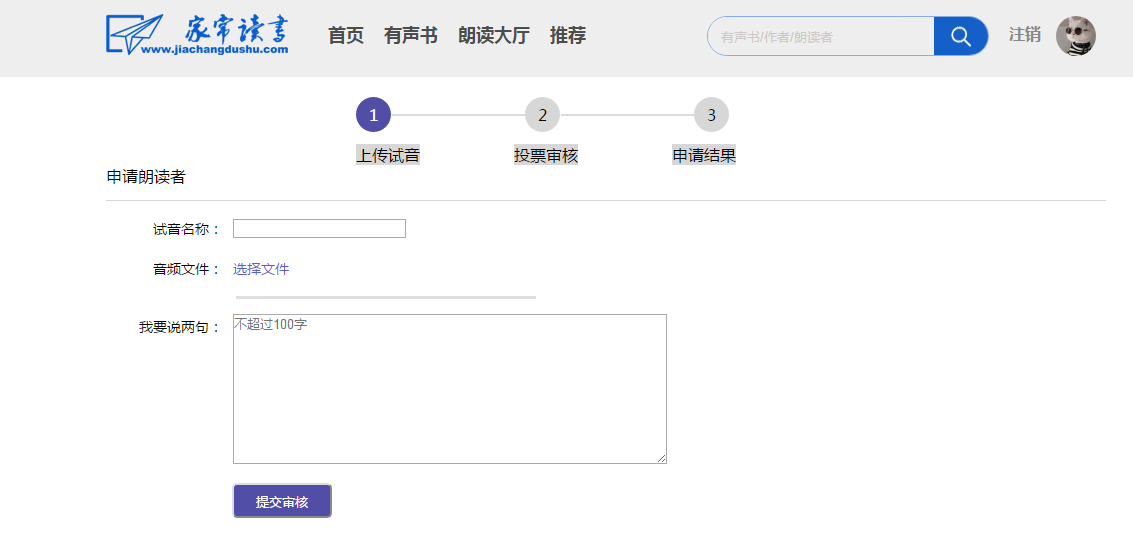 家常读书
www.jiachangdushu.com
首页 有声书 朗读大厅 推荐
有声书/作者/朗读者
注销
1 2 3
上传试音 投票审核 申请结果
申请朗读者
试音名称：
音频文件： 选择文件
我要说两句： 不超过100字
提交审核